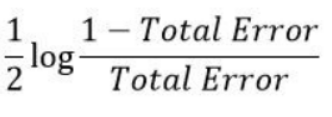 1/2 log (1 − Total Error)/(Total Error)